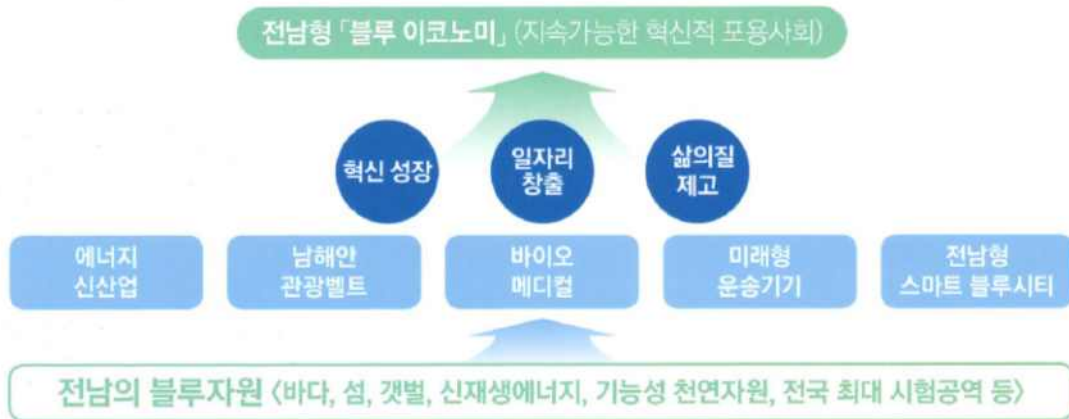 전남형 「블루 이코노미」 (지속가능한 혁신적 포용사회)
혁신 성장
일자리
창출
삶의질
제고
에너지
신산업
남해안
관광벨트
바이오
메디컬
미래형
운송기기
전남형
스마트 블루시티
전남의 블루자원 〈바다, 섬, 갯벌, 신재생에너지, 기능성 천연자원, 전국 최대 시험공역 등〉